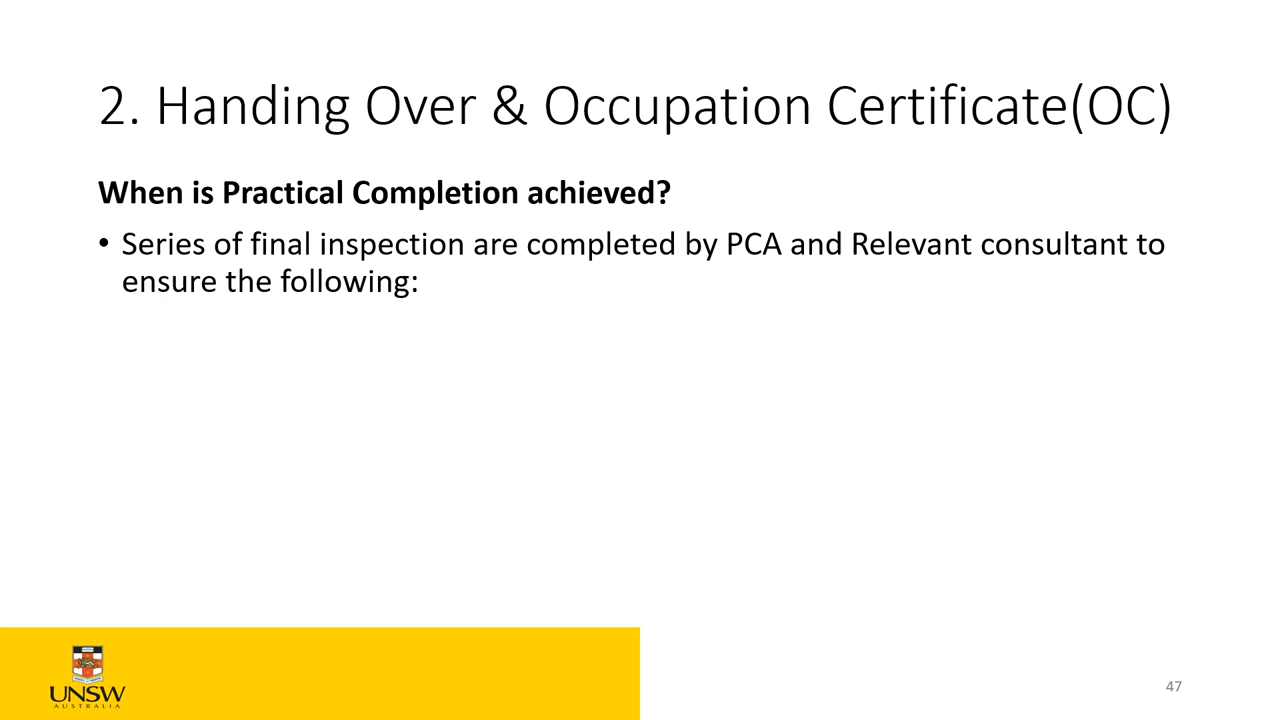 2. Handing Over & Occupation Certificate(OC)
When is Practical Completion achieved?
• Series of final inspection are completed by PCA and Relevant consultant to
ensure the following:
UNSW
AUSTRALIA
47